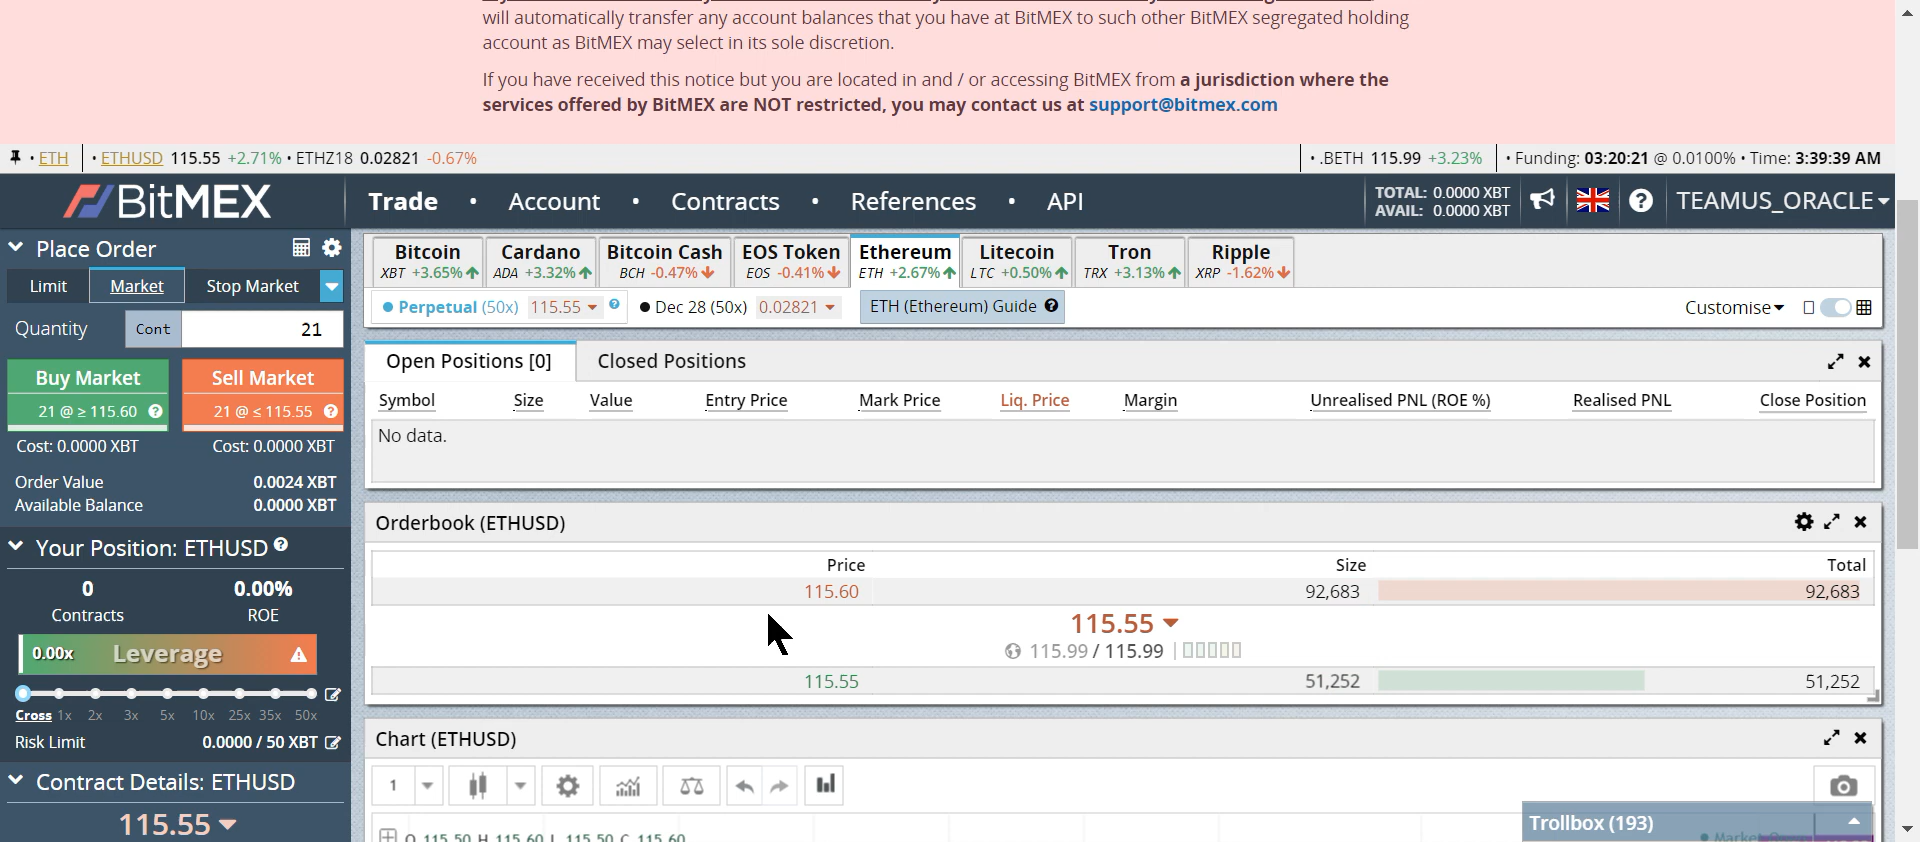 will automatically transfer any account balances that you have at BitMEX to such other BitMEX segregated holding
account as BitMEX may select in its sole discretion.
If you have received this notice but you are located in and / or accessing BitMEX from a jurisdiction where the
services offered by BitMEX are NOT restricted, you may contact us at support@bitmex.com
• ETH • ETHUSD 115.55 +2.71% • ETHZ18 0.02821 -0.67% • .BETH 115.99 +3.23% • Funding: 03:20:21 @ 0.0100% • Time: 3:39:39 AM
BitMEX Trade • Account • Contracts • References • API TOTAL: 0.0000 XBT AVAIL: 0.0000 XBT ? TEAMUS_ORACLE
Place Order
Limit Market Stop Market
Quantity Cont 21
Buy Market Sell Market
21 @ ≥ 115.60 ? 21 @ ≤ 115.55 ?
Cost: 0.0000 XBT Cost: 0.0000 XBT
Order Value 0.0024 XBT
Available Balance 0.0000 XBT
Your Position: ETHUSD ?
0 0.00%
Contracts ROE
0.00x Leverage
Cross 1x 2x 3x 5x 10x 25x 35x 50x
Risk Limit 0.0000 / 50 XBT
Contract Details: ETHUSD
115.55
Bitcoin Cardano Bitcoin Cash EOS Token Ethereum Litecoin Tron Ripple
XBT +3.65% ADA +3.32% BCH -0.47% EOS -0.41% ETH +2.67% LTC +0.50% TRX +3.13% XRP -1.62%
Perpetual (50x) 115.55 ? Dec 28 (50x) 0.02821 ETH (Ethereum) Guide ? Customise
Open Positions [0] Closed Positions
Symbol Size Value Entry Price Mark Price Liq. Price Margin Unrealised PNL (ROE %) Realised PNL Close Position
No data.
Orderbook (ETHUSD)
Price Size Total
115.60 92,683 92,683
115.55
115.99 / 115.99
115.55 51,252 51,252
Chart (ETHUSD)
1
O 115.50 H 115.60 L 115.50 C 115.60
Trollbox (193)